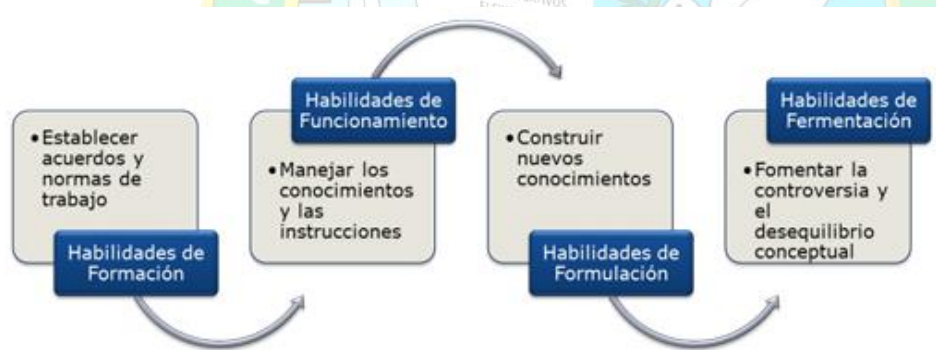 •Establecer
acuerdos y
normas de
trabajo
Habilidades de
Formación
Habilidades de
Funcionamiento
•Manejar los
conocimientos
y las
instrucciones
•Construir
nuevos
conocimientos
Habilidades de
Formulación
Habilidades de
Fermentación
•Fomentar la
controversia y
el
desequilibrio
conceptual